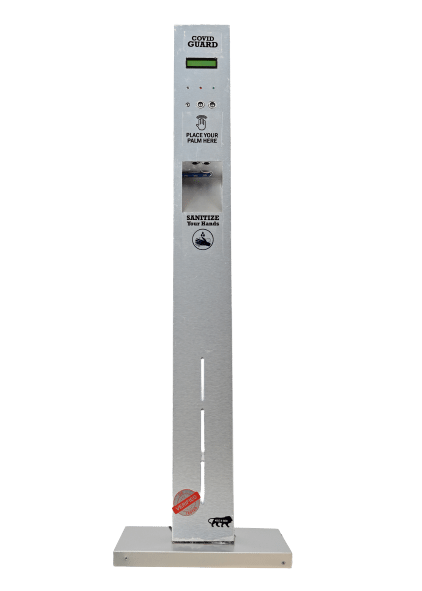 COVID
GUARD
PLACE YOUR
PALM HERE
SANITIZE
Your Hands